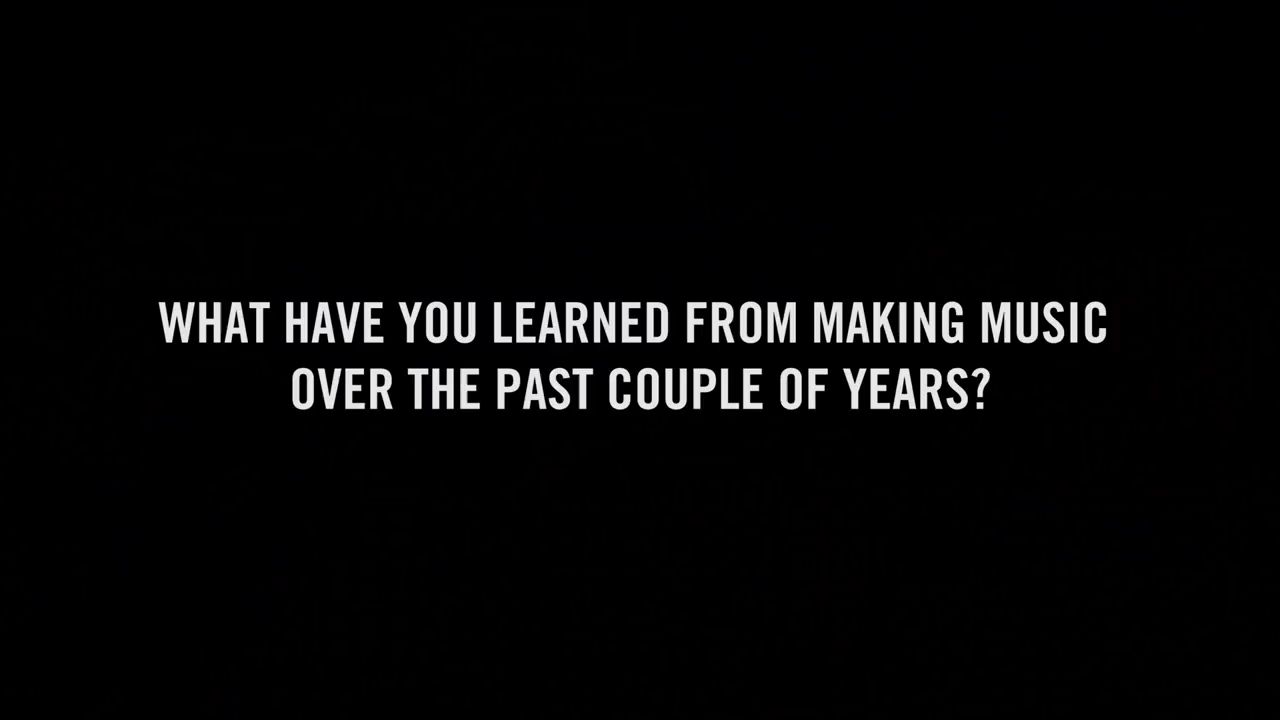 WHAT HAVE YOU LEARNED FROM MAKING MUSIC
OVER THE PAST COUPLE OF YEARS?